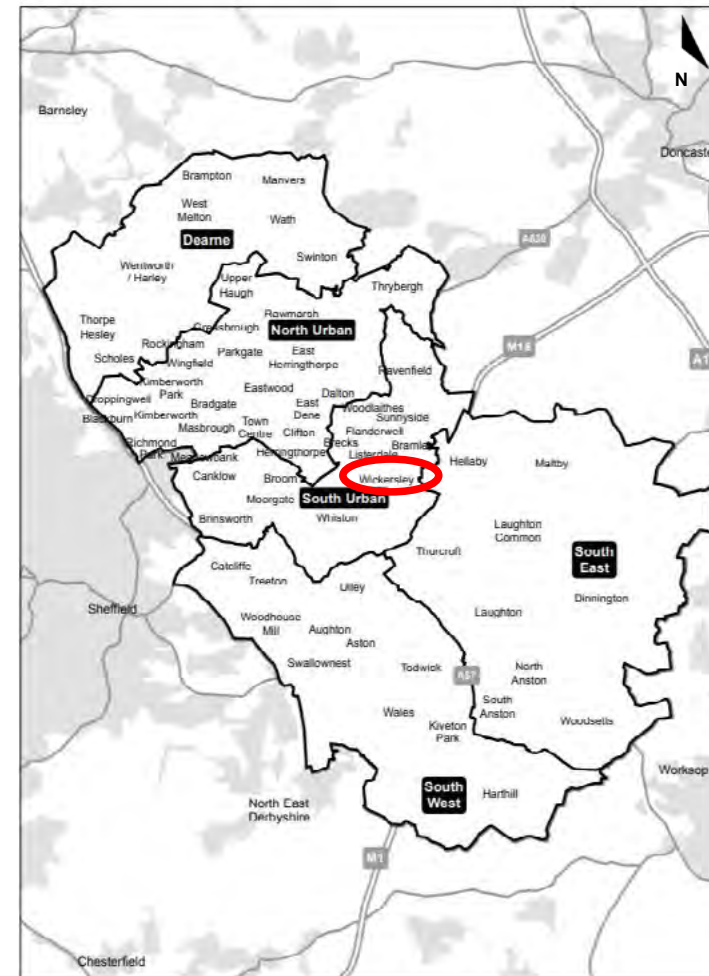 N
Barnsley
Doncaste
Brampton
Manvers
West
Melton
Wath
Dearne
A630
Swinton
Wentworth
/ Harley
Upper
Haugh
Thrybergh
Rawmarsh
Thorpe
Hesley
Greasbrough
North Urban
Rockingham
Parkgate
East
Herringthorpe
M18
A1
Scholes
Wingfield
Ravenfield
Kimberworth
Park
Eastwood
Dalton
Droppingwell
Bradgate
East
Dene
Woodlaithes
Sunnyside
Blackburn
Kimberworth
Masbrough
Town
Centre
Clifton
Flanderwell
Brecks
Bramley
Richmond
Park
Meadowbank
Herringthorpe
Listerdale
Hellaby
Maltby
Canklow
Broom
Wickersley
Moorgate
South Urban
Brinsworth
Whiston
Laughton
Common
Thurcroft
South
East
Catcliffe
Treeton
Ulley
Dinnington
Sheffield
Woodhouse
Mill
Aughton
Aston
Laughton
Swallownest
Todwick
A57
North
Anston
South
Anston
Wales
Kiveton
Park
Woodsetts
Worksop
South
West
Harthill
North East
Derbyshire
M1
Chesterfield